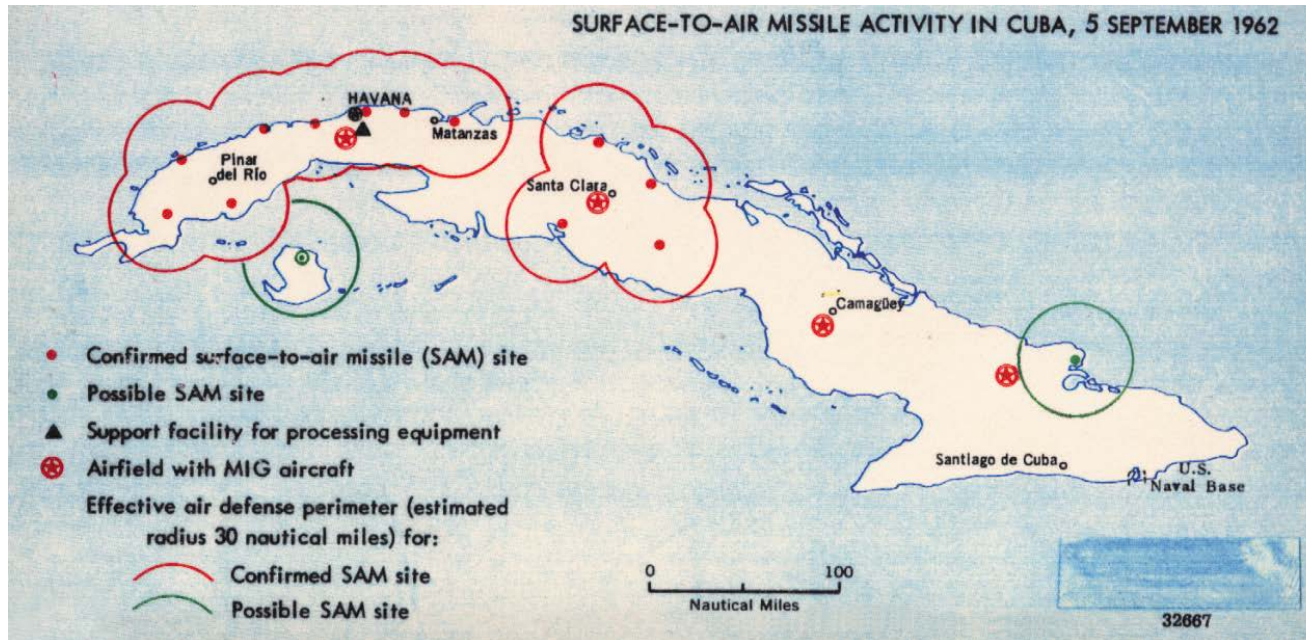 SURFACE-TO-AIR MISSILE ACTIVITY IN CUBA, 5 SEPTEMBER 1962
HAVANA
Matanzas
Pinar
del Río
Santa Clara
Camagüey
Santiago de Cuba
U.S.
Naval Base
Confirmed surface-to-air missile (SAM) site
Possible SAM site
Support facility for processing equipment
Airfield with MIG aircraft
Effective air defense perimeter (estimated
radius 30 nautical miles) for:
Confirmed SAM site
Possible SAM site
0 100
Nautical Miles
32667